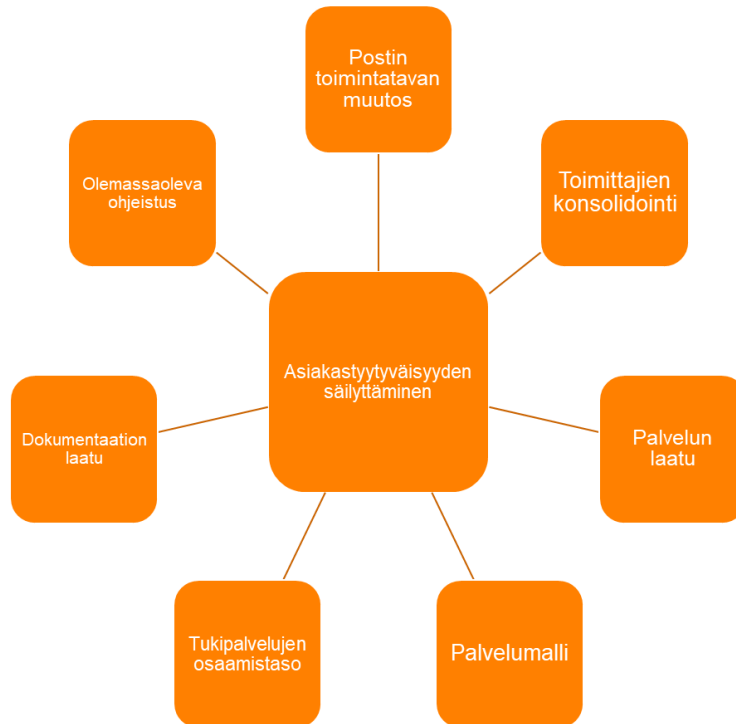 Postin
toimintatavan
muutos
Olemassaoleva
ohjeistus
Toimittajien
konsolidointi
Asiakastyytyväisyyden
säilyttäminen
Dokumentaation
laatu
Palvelun
laatu
Tukipalvelujen
osaamistaso
Palvelumalli